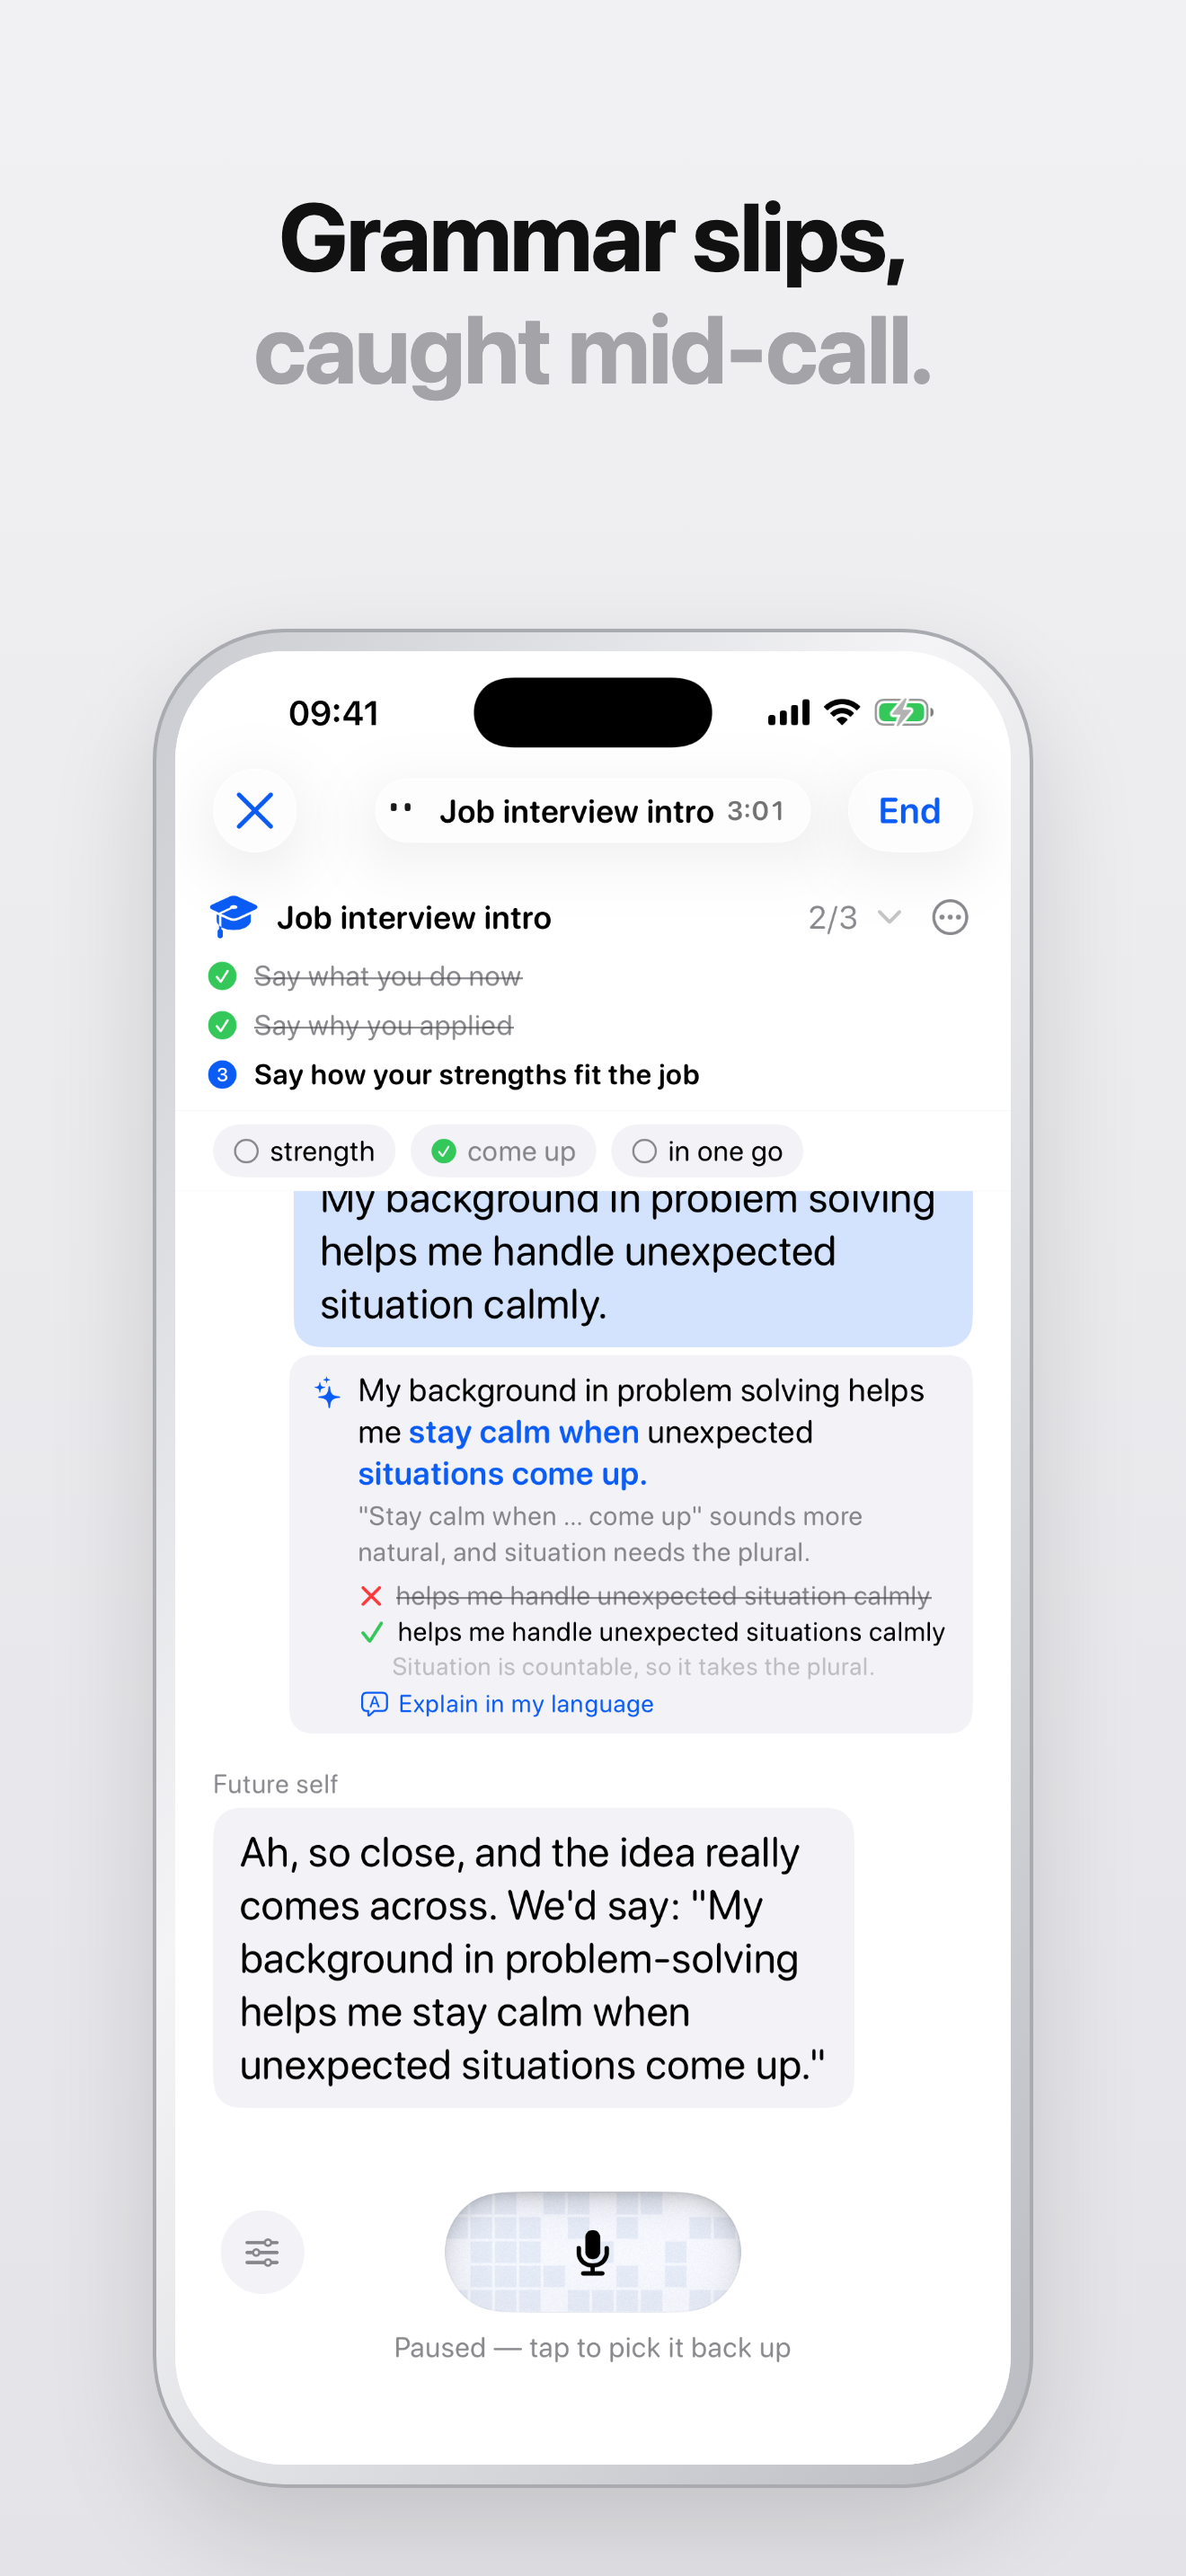 Grammar slips,
caught mid-call.
09:41
Job interview intro 3:01
End
Job interview intro
2/3
Say what you do now
Say why you applied
3 Say how your strengths fit the job
strength
come up
in one go
My background in problem solving
helps me handle unexpected
situation calmly.
My background in problem solving helps
me stay calm when unexpected
situations come up.
"Stay calm when ... come up" sounds more
natural, and situation needs the plural.
helps me handle unexpected situation calmly
helps me handle unexpected situations calmly
Situation is countable, so it takes the plural.
A Explain in my language
Future self
Ah, so close, and the idea really
comes across. We'd say: "My
background in problem-solving
helps me stay calm when
unexpected situations come up."
Paused — tap to pick it back up